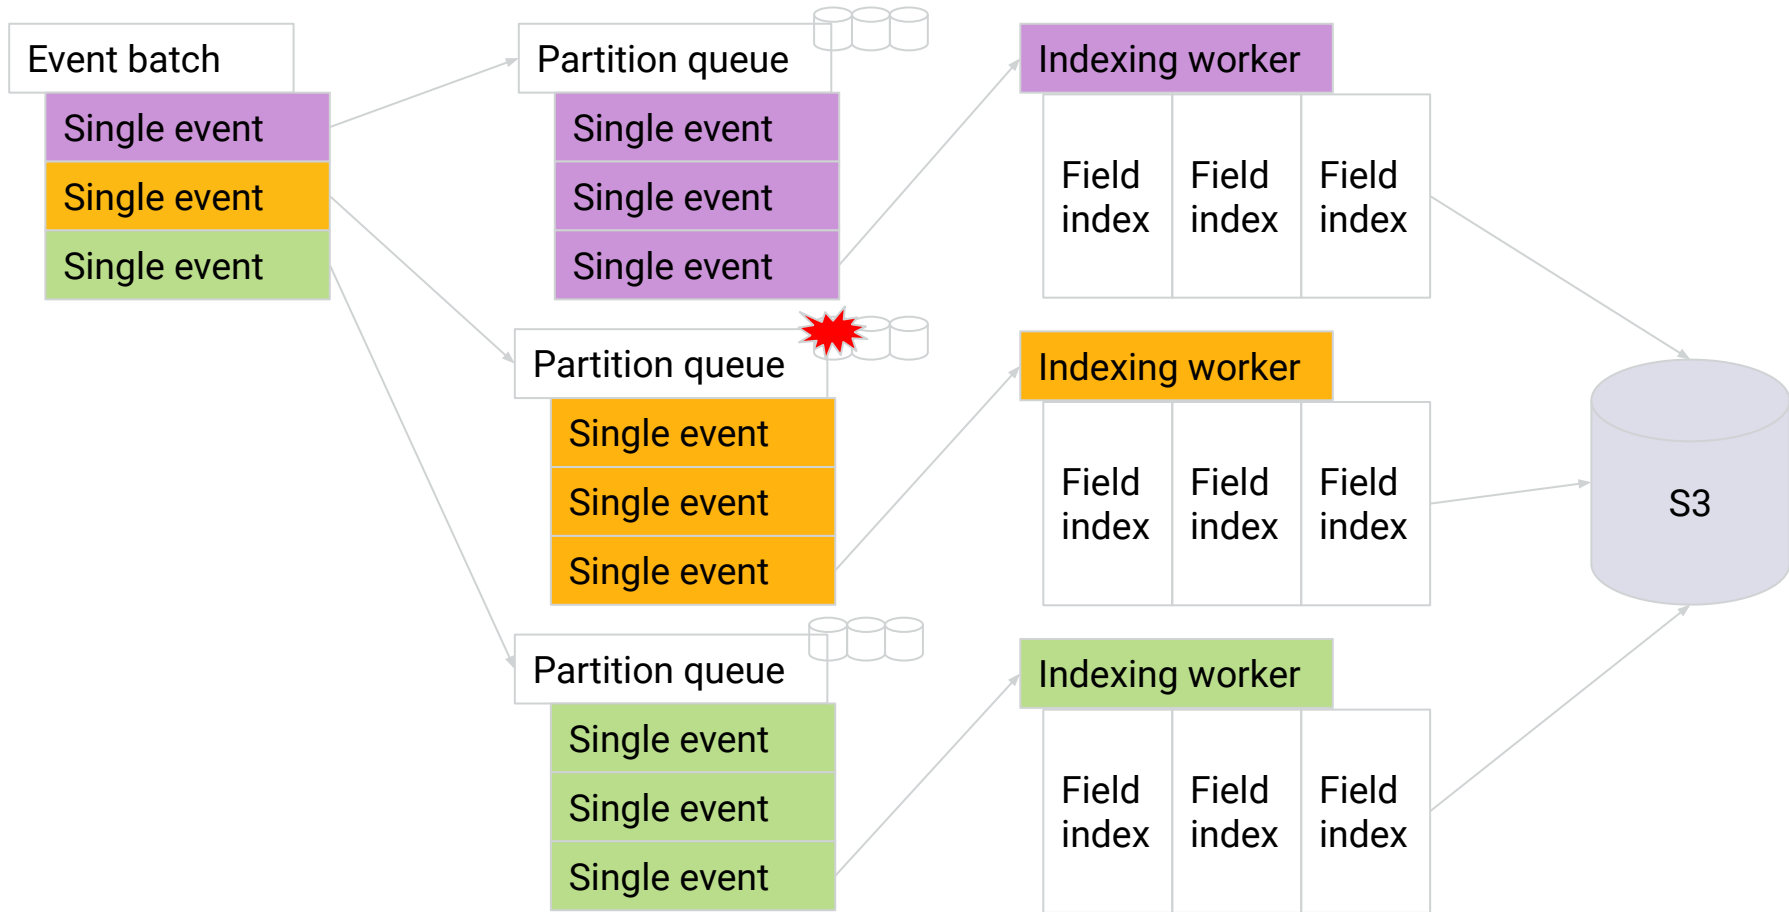 Event batch
Single event
Single event
Single event
Partition queue
Single event
Single event
Single event
Partition queue
Single event
Single event
Single event
Partition queue
Single event
Single event
Single event
Indexing worker
Field
index
Field
index
Field
index
Indexing worker
Field
index
Field
index
Field
index
Indexing worker
Field
index
Field
index
Field
index
S3